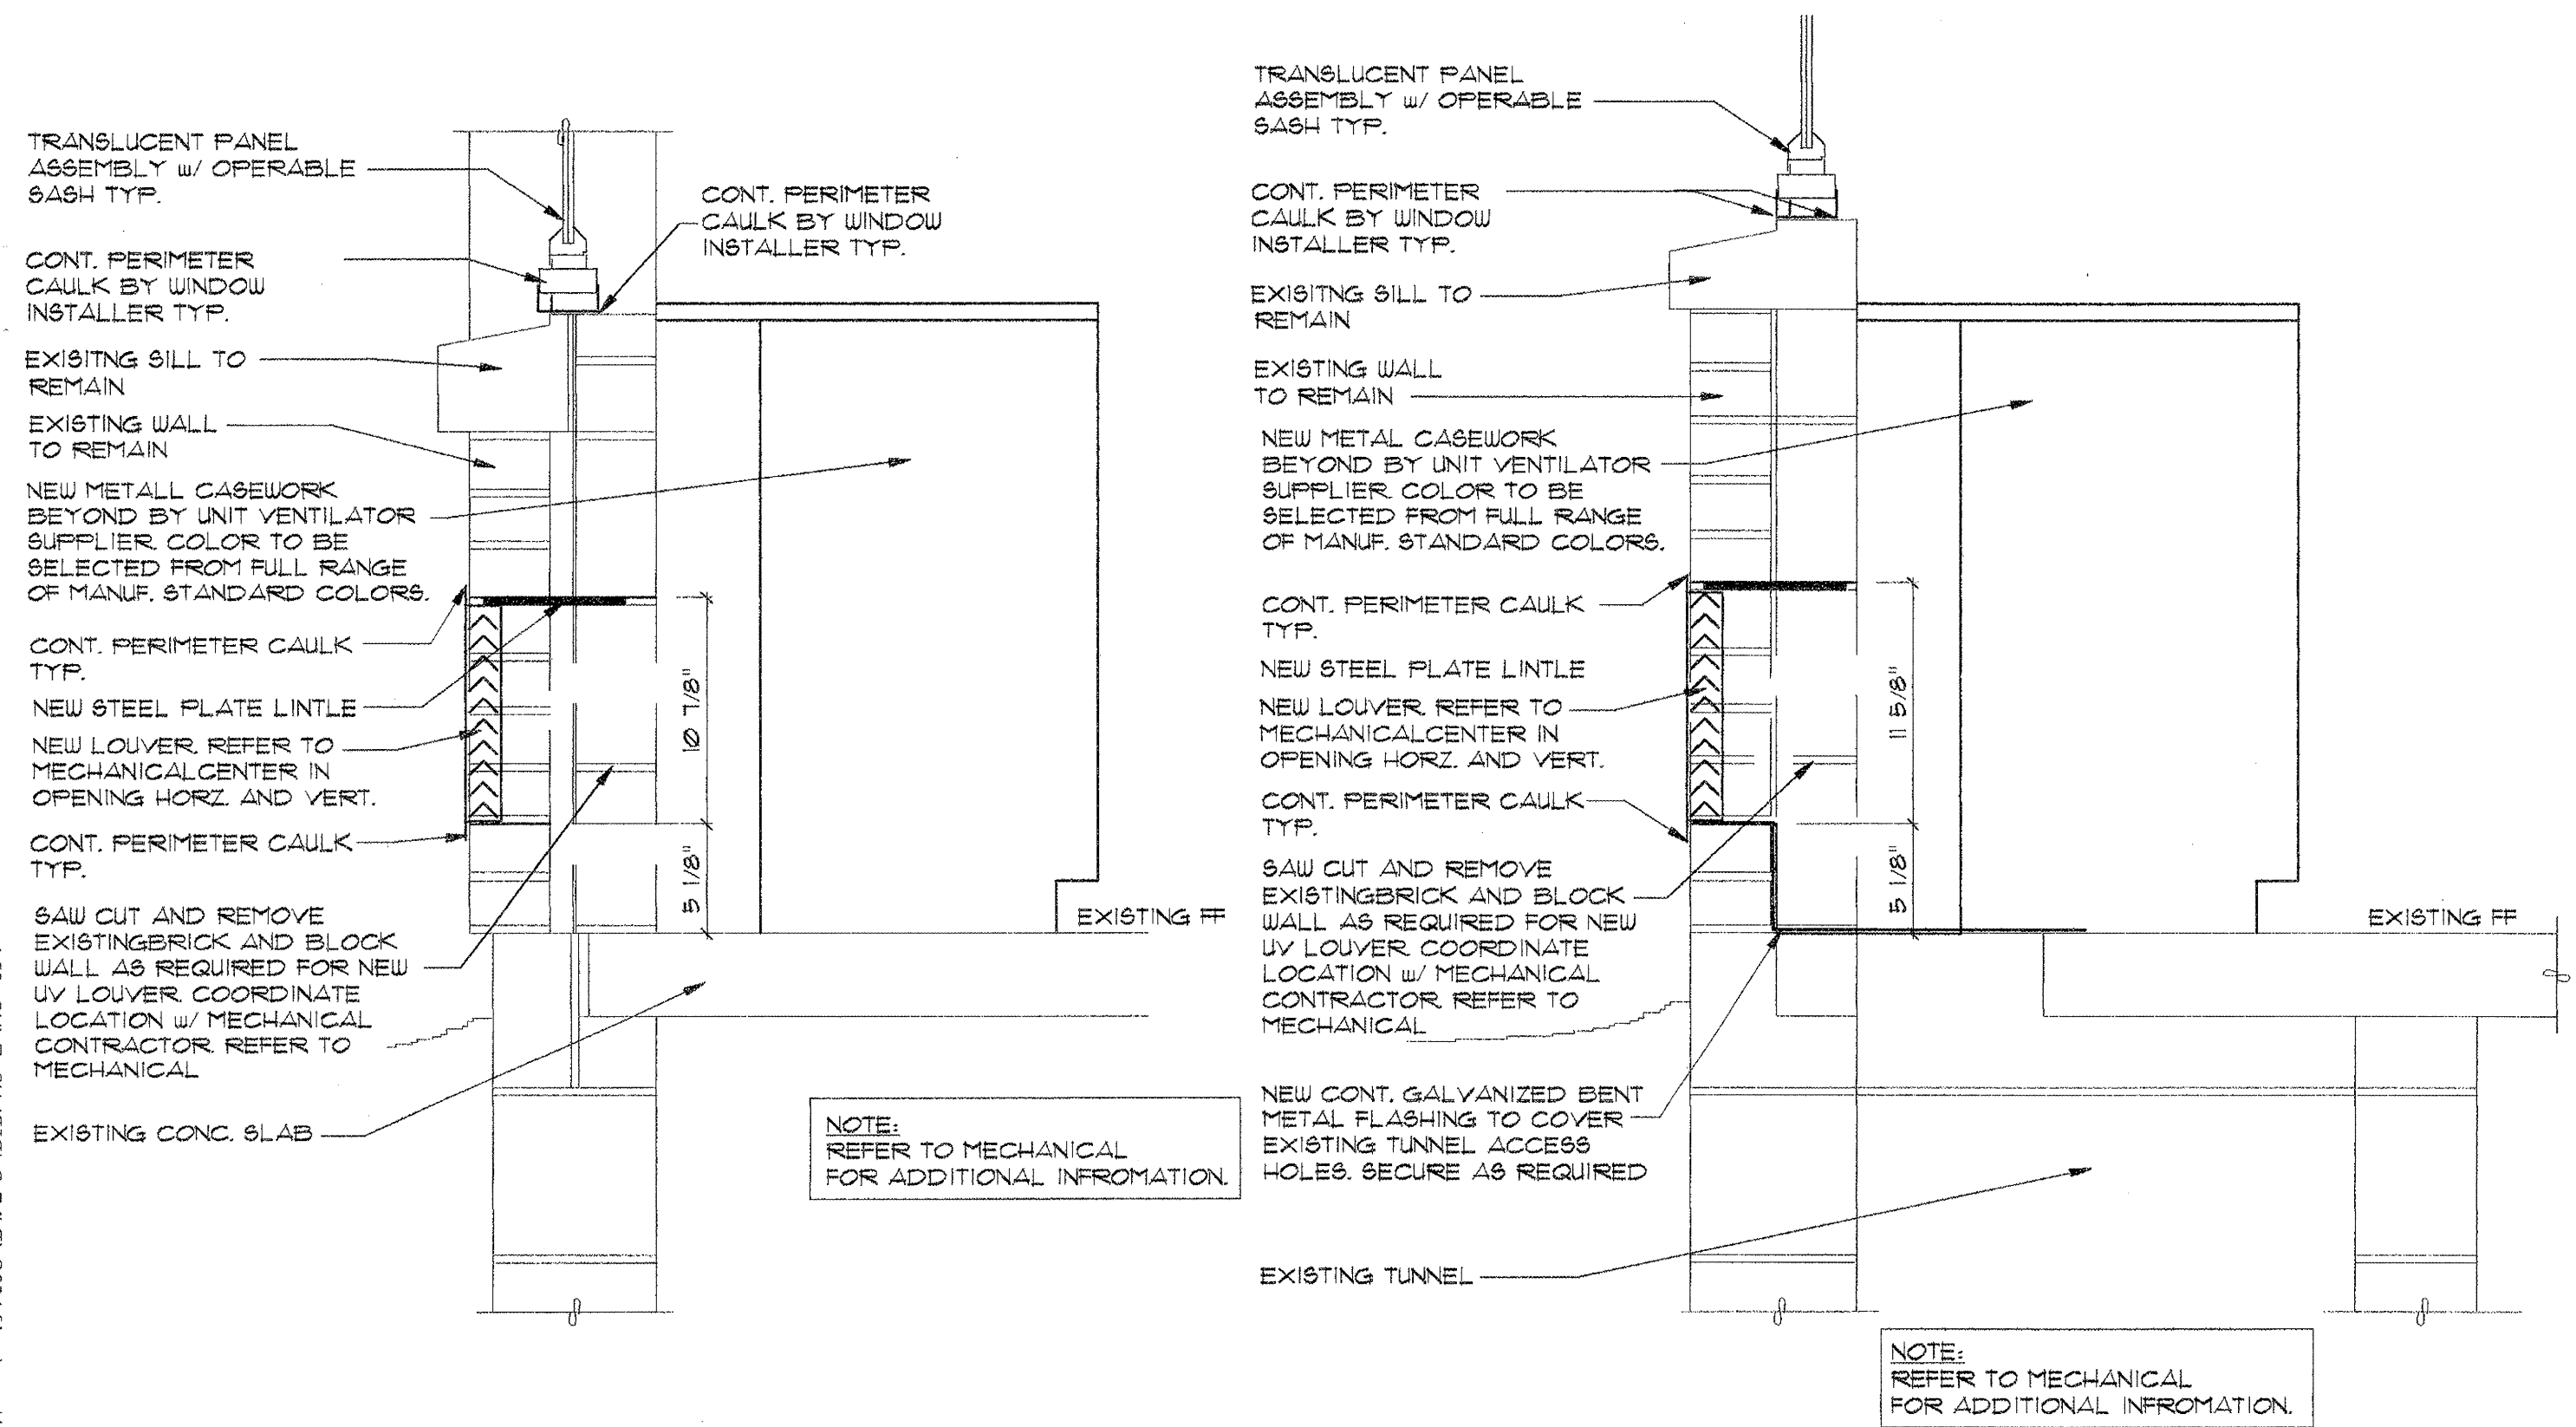 TRANSLUCENT PANEL
ASSEMBLY w/ OPERABLE
SASH TYP.
CONT. PERIMETER
CAULK BY WINDOW
INSTALLER TYP.
CONT. PERIMETER
CAULK BY WINDOW
INSTALLER TYP.
EXISITNG SILL TO
REMAIN
EXISTING WALL
TO REMAIN
NEW METALL CASEWORK
BEYOND BY UNIT VENTILATOR
SUPPLIER. COLOR TO BE
SELECTED FROM FULL RANGE
OF MANUF. STANDARD COLORS.
CONT. PERIMETER CAULK
TYP.
NEW STEEL PLATE LINTLE
NEW LOUVER. REFER TO
MECHANICALCENTER IN
OPENING HORZ. AND VERT.
CONT. PERIMETER CAULK
TYP.
SAW CUT AND REMOVE
EXISTINGBRICK AND BLOCK
WALL AS REQUIRED FOR NEW
UV LOUVER. COORDINATE
LOCATION w/ MECHANICAL
CONTRACTOR. REFER TO
MECHANICAL
EXISTING CONC. SLAB
10 7/8"
5 1/8"
EXISTING FF
NOTE:
REFER TO MECHANICAL
FOR ADDITIONAL INFROMATION.
TRANSLUCENT PANEL
ASSEMBLY w/ OPERABLE
SASH TYP.
CONT. PERIMETER
CAULK BY WINDOW
INSTALLER TYP.
EXISITNG SILL TO
REMAIN
EXISTING WALL
TO REMAIN
NEW METAL CASEWORK
BEYOND BY UNIT VENTILATOR
SUPPLIER. COLOR TO BE
SELECTED FROM FULL RANGE
OF MANUF. STANDARD COLORS.
CONT. PERIMETER CAULK
TYP.
NEW STEEL PLATE LINTLE
NEW LOUVER. REFER TO
MECHANICALCENTER IN
OPENING HORZ. AND VERT.
CONT. PERIMETER CAULK
TYP.
SAW CUT AND REMOVE
EXISTINGBRICK AND BLOCK
WALL AS REQUIRED FOR NEW
UV LOUVER. COORDINATE
LOCATION w/ MECHANICAL
CONTRACTOR. REFER TO
MECHANICAL
NEW CONT. GALVANIZED BENT
METAL FLASHING TO COVER
EXISTING TUNNEL ACCESS
HOLES. SECURE AS REQUIRED
EXISTING TUNNEL
11 5/8"
5 1/8"
EXISTING FF
NOTE:
REFER TO MECHANICAL
FOR ADDITIONAL INFROMATION.